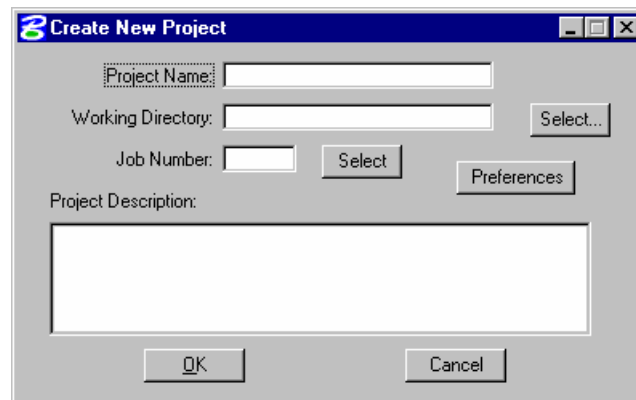 Create New Project
Project Name:
Working Directory:
Select...
Job Number:
Select
Preferences
Project Description:
OK
Cancel